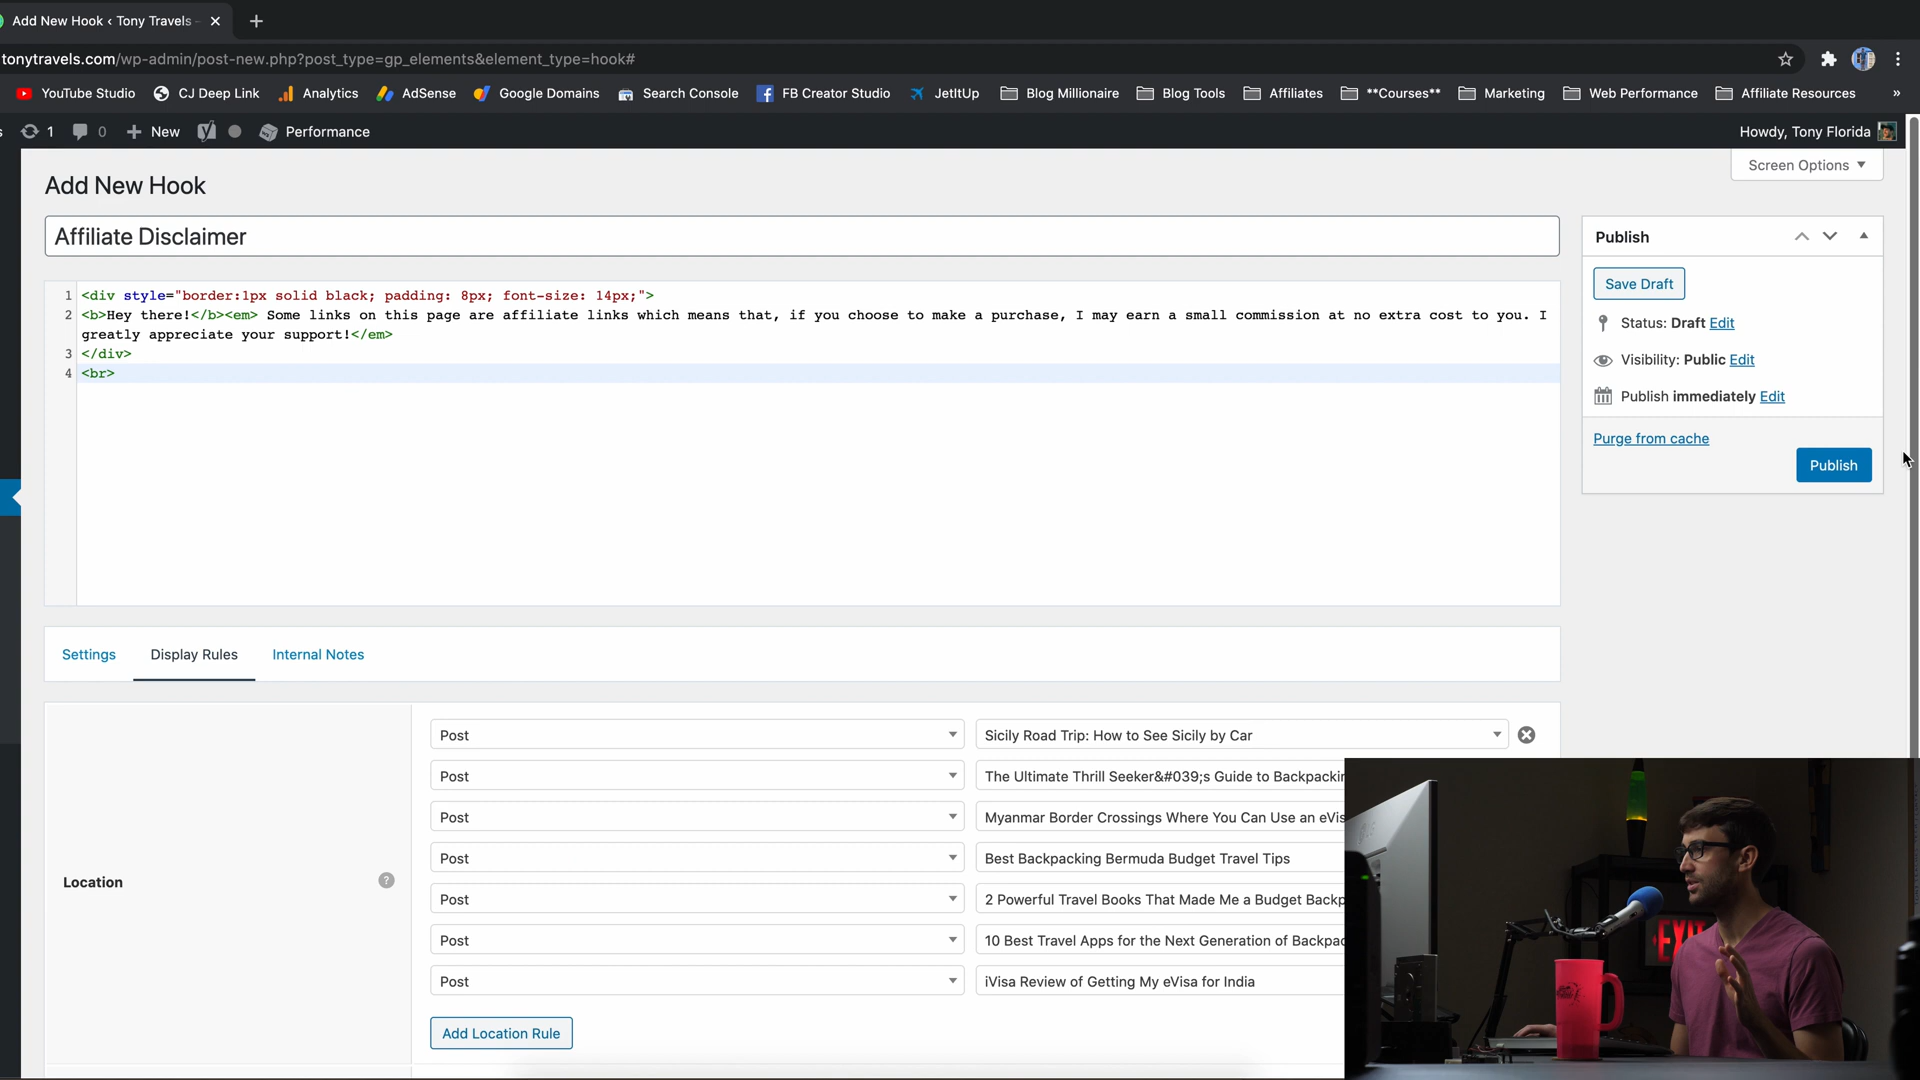 Add New Hook ‹ Tony Travels -
tonytravels.com/wp-admin/post-new.php?post_type=gp_elements&element_type=hook#
YouTube Studio CJ Deep Link Analytics AdSense Google Domains Search Console FB Creator Studio JetItUp Blog Millionaire Blog Tools Affiliates **Courses** Marketing Web Performance Affiliate Resources »
s 1 0 New Performance Howdy, Tony Florida
Screen Options
Add New Hook
Affiliate Disclaimer
1 <div style="border:1px solid black; padding: 8px; font-size: 14px;">
2 <b>Hey there!</b><em> Some links on this page are affiliate links which means that, if you choose to make a purchase, I may earn a small commission at no extra cost to you. I
greatly appreciate your support!</em>
3 </div>
4 <br>
Publish
Save Draft
Status: Draft Edit
Visibility: Public Edit
Publish immediately Edit
Purge from cache
Publish
Settings Display Rules Internal Notes
Location ?
Post Sicily Road Trip: How to See Sicily by Car
Post The Ultimate Thrill Seeker&#039;s Guide to Backpackin
Post Myanmar Border Crossings Where You Can Use an eVis
Post Best Backpacking Bermuda Budget Travel Tips
Post 2 Powerful Travel Books That Made Me a Budget Backp
Post 10 Best Travel Apps for the Next Generation of Backpac
Post iVisa Review of Getting My eVisa for India
Add Location Rule
EXIT